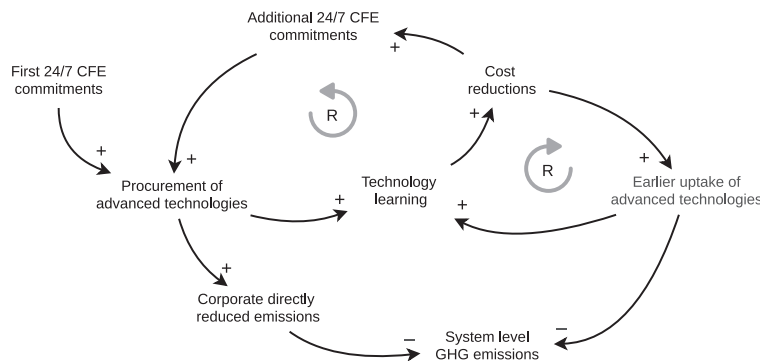 Additional 24/7 CFE
commitments
+
First 24/7 CFE
commitments
Cost
reductions
+
R
+
+
+
R
+
Procurement of
advanced technologies
Technology
learning
Earlier uptake of
advanced technologies
+
+
+
Corporate directly
reduced emissions
–
–
System level
GHG emissions